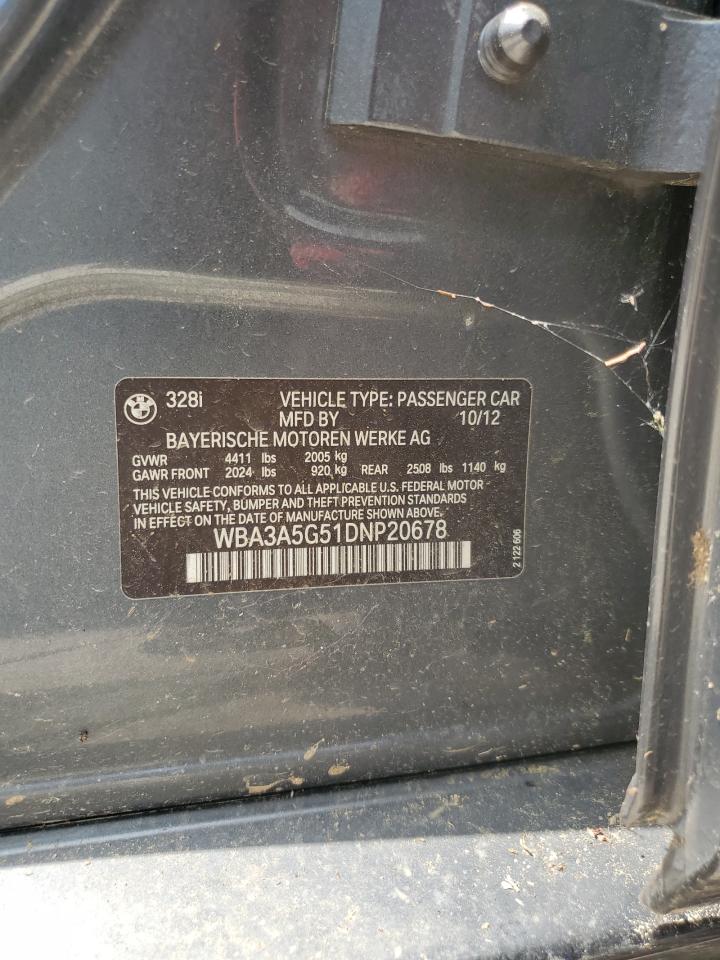 328i VEHICLE TYPE: PASSENGER CAR
MFD BY 10/12
BAYERISCHE MOTOREN WERKE AG
GVWR 4411 lbs 2005 kg
GAWR FRONT 2024 lbs 920 kg REAR 2508 lbs 1140 kg
THIS VEHICLE CONFORMS TO ALL APPLICABLE U.S. FEDERAL MOTOR
VEHICLE SAFETY, BUMPER AND THEFT PREVENTION STANDARDS
IN EFFECT ON THE DATE OF MANUFACTURE SHOWN ABOVE.
WBA3A5G51DNP20678
2 122 606